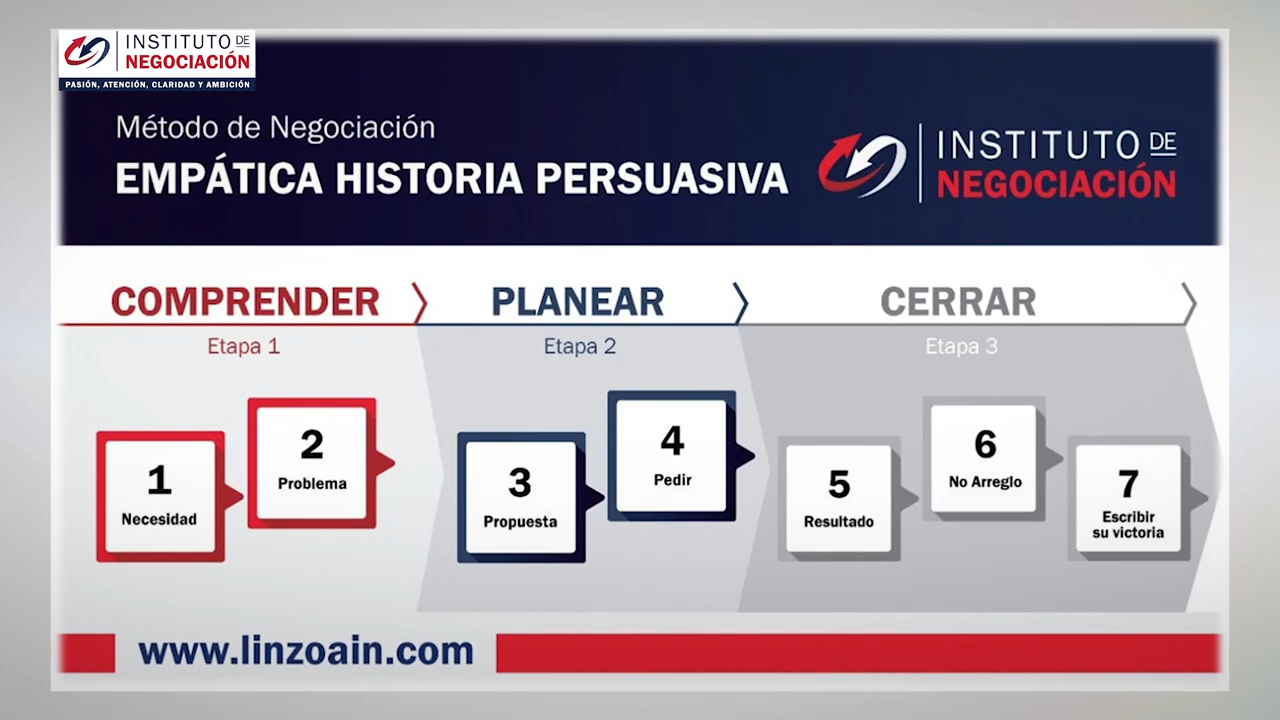 INSTITUTO DE
NEGOCIACIÓN
PASIÓN, ATENCIÓN, CLARIDAD Y AMBICIÓN
Método de Negociación
EMPÁTICA HISTORIA PERSUASIVA
INSTITUTO DE
NEGOCIACIÓN
COMPRENDER
Etapa 1
PLANEAR
Etapa 2
CERRAR
Etapa 3
1
Necesidad
2
Problema
3
Propuesta
4
Pedir
5
Resultado
6
No Arreglo
7
Escribir
su victoria
www.linzoain.com